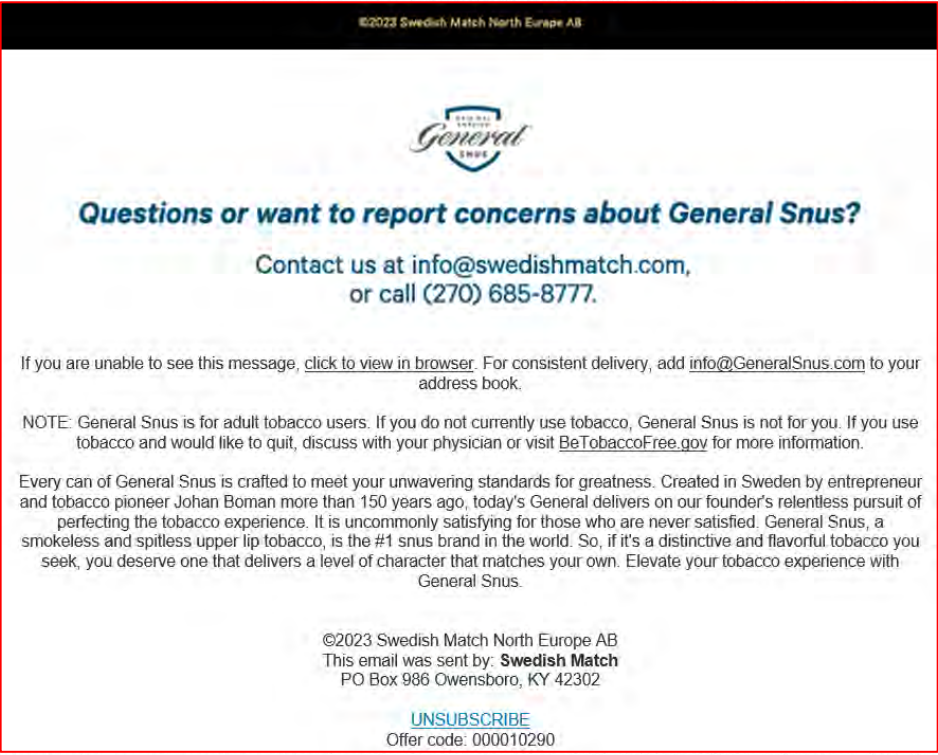 ©2023 Swedish Match North Europe AB
ORIGINAL
SWEDISH
General
SNUS
Questions or want to report concerns about General Snus?
Contact us at info@swedishmatch.com,
or call (270) 685-8777.
If you are unable to see this message, click to view in browser. For consistent delivery, add info@GeneralSnus.com to your
address book.
NOTE: General Snus is for adult tobacco users. If you do not currently use tobacco, General Snus is not for you. If you use
tobacco and would like to quit, discuss with your physician or visit BeTobaccoFree.gov for more information.
Every can of General Snus is crafted to meet your unwavering standards for greatness. Created in Sweden by entrepreneur
and tobacco pioneer Johan Boman more than 150 years ago, today's General delivers on our founder's relentless pursuit of
perfecting the tobacco experience. It is uncommonly satisfying for those who are never satisfied. General Snus, a
smokeless and spitless upper lip tobacco, is the #1 snus brand in the world. So, if it's a distinctive and flavorful tobacco you
seek, you deserve one that delivers a level of character that matches your own. Elevate your tobacco experience with
General Snus.
©2023 Swedish Match North Europe AB
This email was sent by: Swedish Match
PO Box 986 Owensboro, KY 42302
UNSUBSCRIBE
Offer code: 000010290